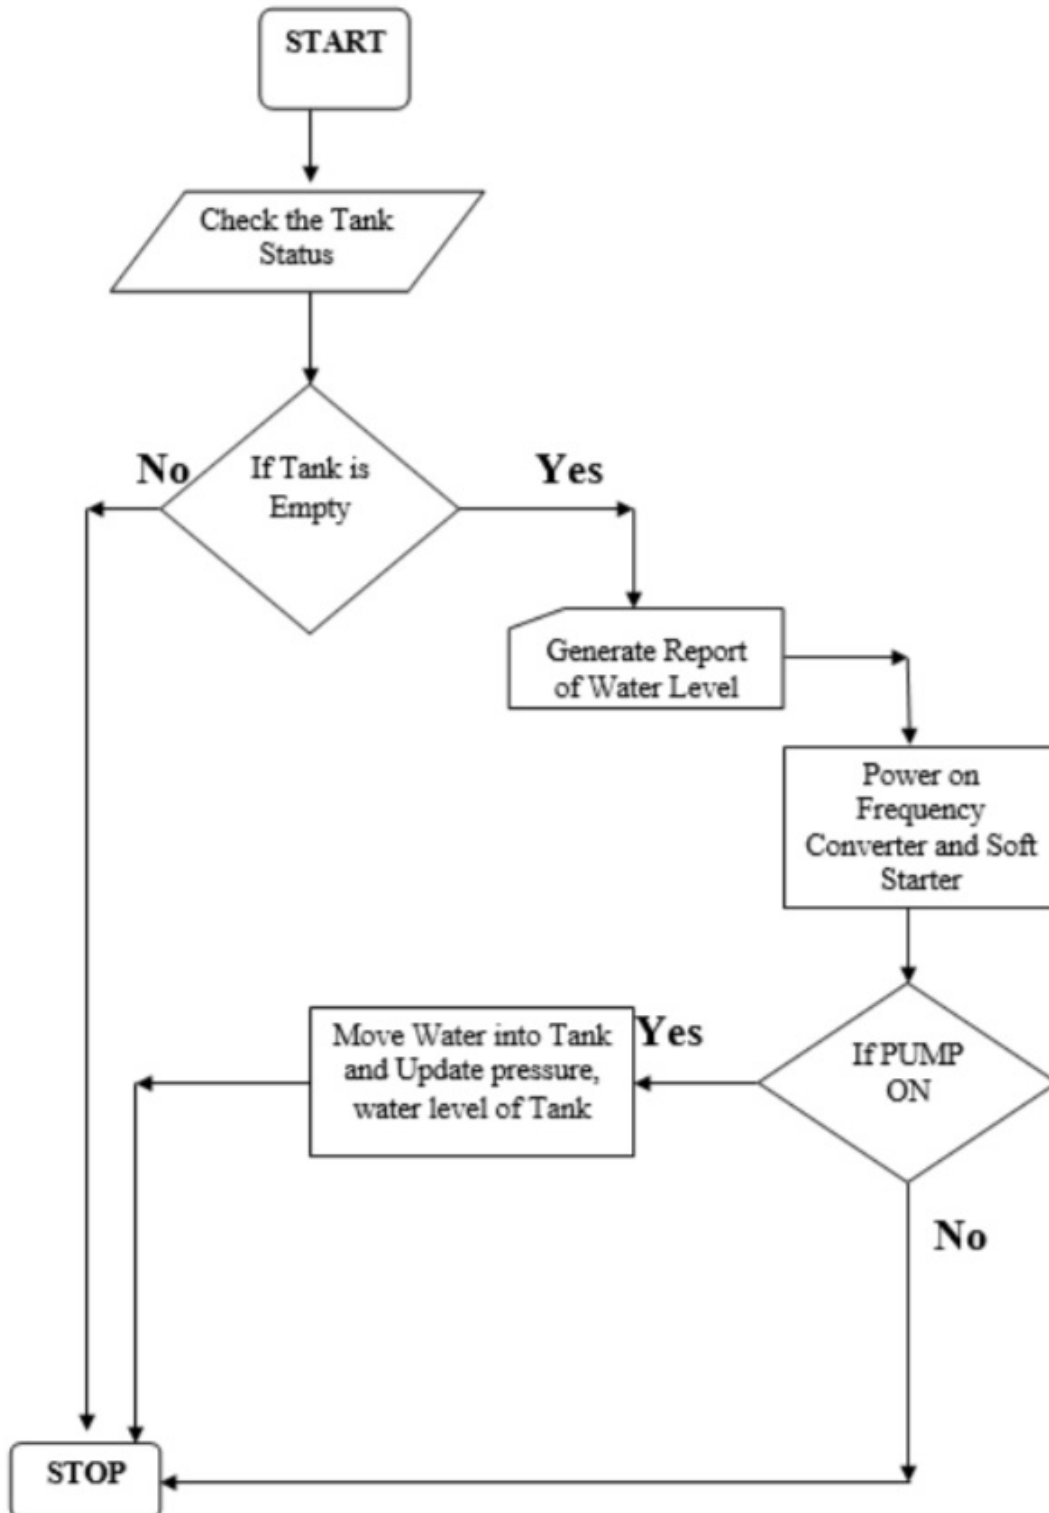 START
Check the Tank
Status
No
If Tank is
Empty
Yes
Generate Report
of Water Level
Power on
Frequency
Converter and Soft
Starter
Move Water into Tank
and Update pressure,
water level of Tank
Yes
If PUMP
ON
No
STOP